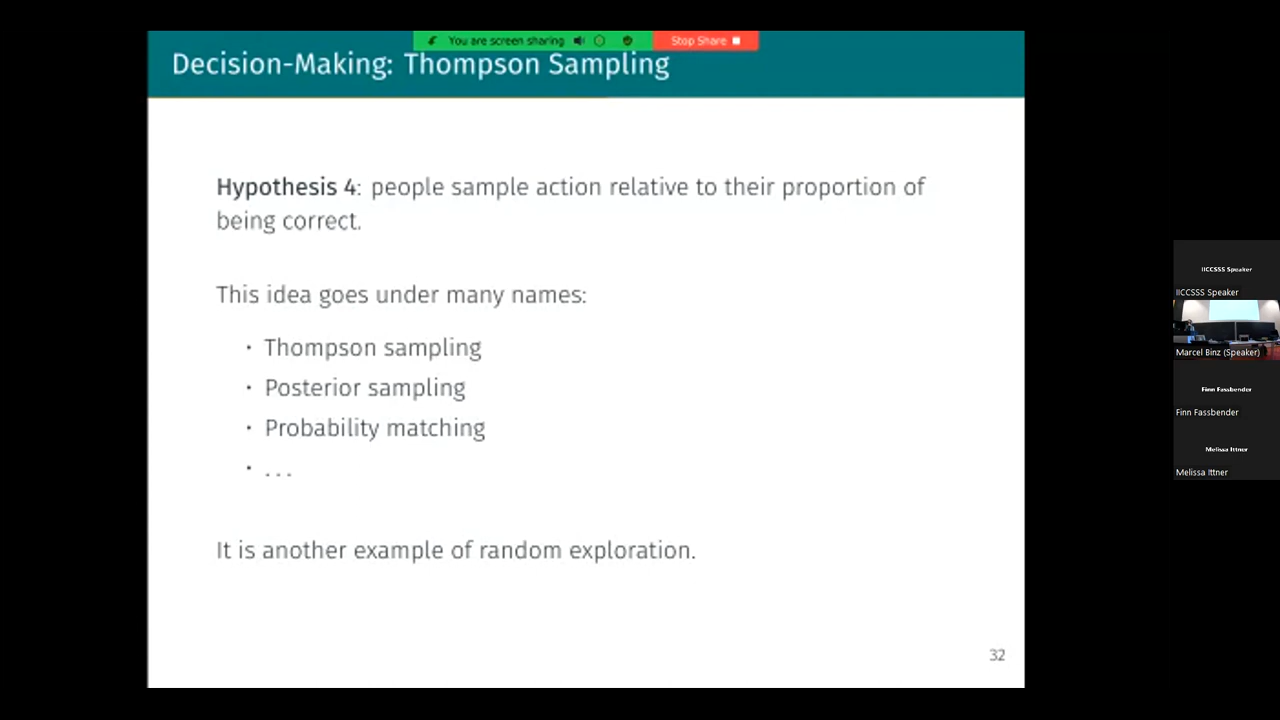 You are screen sharing
Stop Share
Decision-Making: Thompson Sampling
Hypothesis 4: people sample action relative to their proportion of
being correct.
This idea goes under many names:
· Thompson sampling
· Posterior sampling
· Probability matching
· . . .
It is another example of random exploration.
32
IICCSSS Speaker
IICCSSS Speaker
Marcel Binz (Speaker)
Finn Fassbender
Finn Fassbender
Melissa Ittner
Melissa Ittner